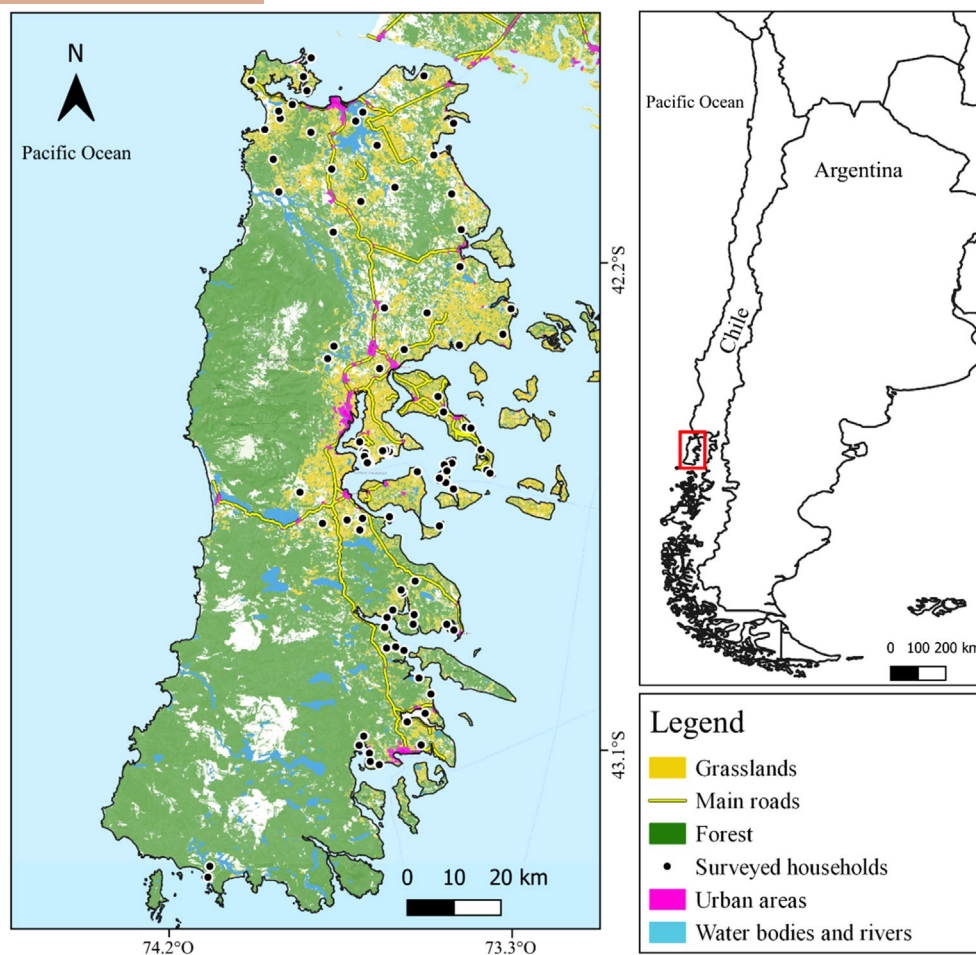 N
Pacific Ocean
42.2°S
43.1°S
0 10 20 km
74.2°O
73.3°O
Pacific Ocean
Argentina
Chile
0 100 200 km
Legend
Grasslands
Main roads
Forest
Surveyed households
Urban areas
Water bodies and rivers